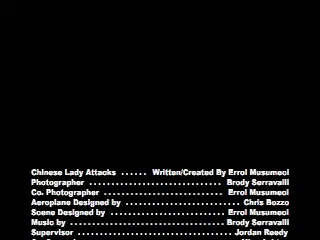 Chinese Lady Attacks ...... Written/Created By Errol Musumeci
Photographer .............................. Brody Serravalli
Co. Photographer ........................... Errol Musumeci
Aeroplane Designed by .......................... Chris Bozzo
Scene Designed by .......................... Errol Musumeci
Music by .................................. Brody Serravalli
Supervisor .................................. Jordan Reedy